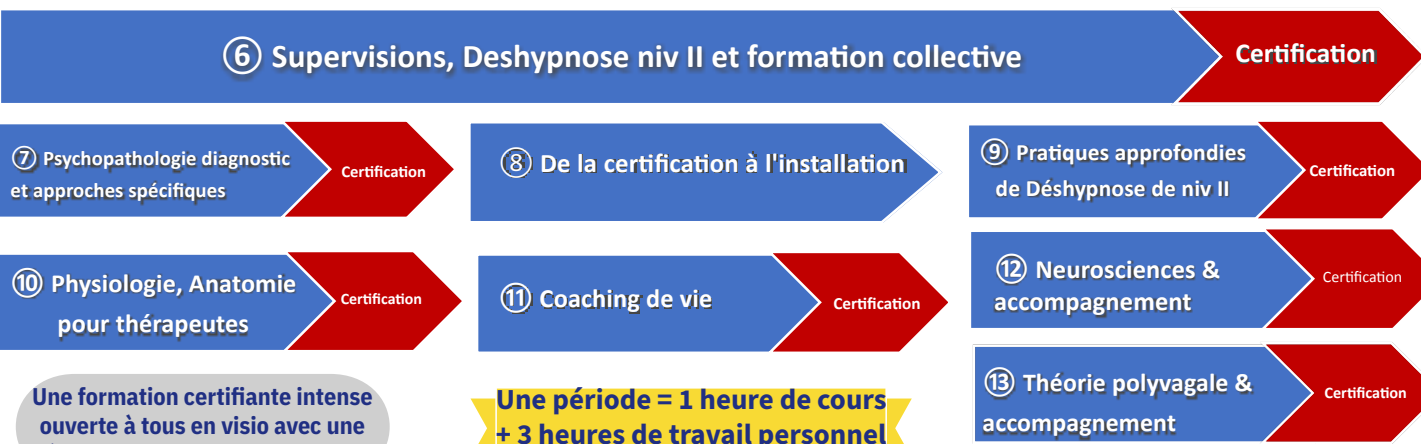 ⑥ Supervisions, Deshypnose niv II et formation collective
Certification
⑦ Psychopathologie diagnostic
et approches spécifiques
Certification
⑧ De la certification à l'installation
⑨ Pratiques approfondies
de Déshypnose de niv II
Certification
⑩ Physiologie, Anatomie
pour thérapeutes
Certification
⑪ Coaching de vie
Certification
⑫ Neurosciences &
accompagnement
Certification
⑬ Théorie polyvagale &
accompagnement
Certification
Une formation certifiante intense
ouverte à tous en visio avec une
Une période = 1 heure de cours
+ 3 heures de travail personnel